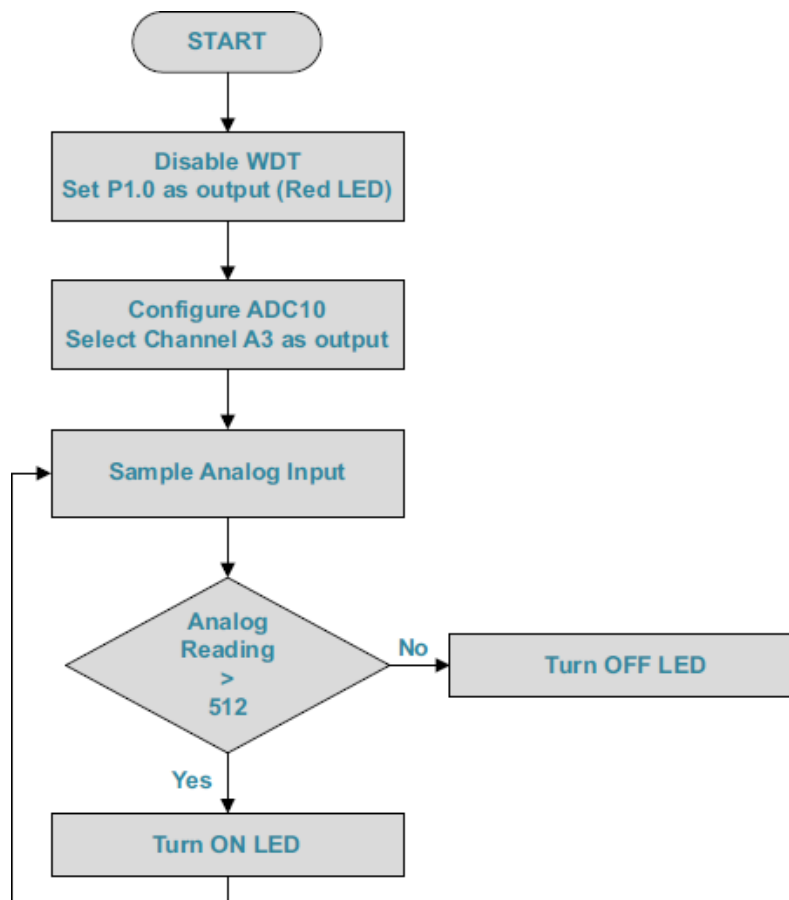 START
Disable WDT
Set P1.0 as output (Red LED)
Configure ADC10
Select Channel A3 as output
Sample Analog Input
Analog
Reading
>
512
No
Turn OFF LED
Yes
Turn ON LED